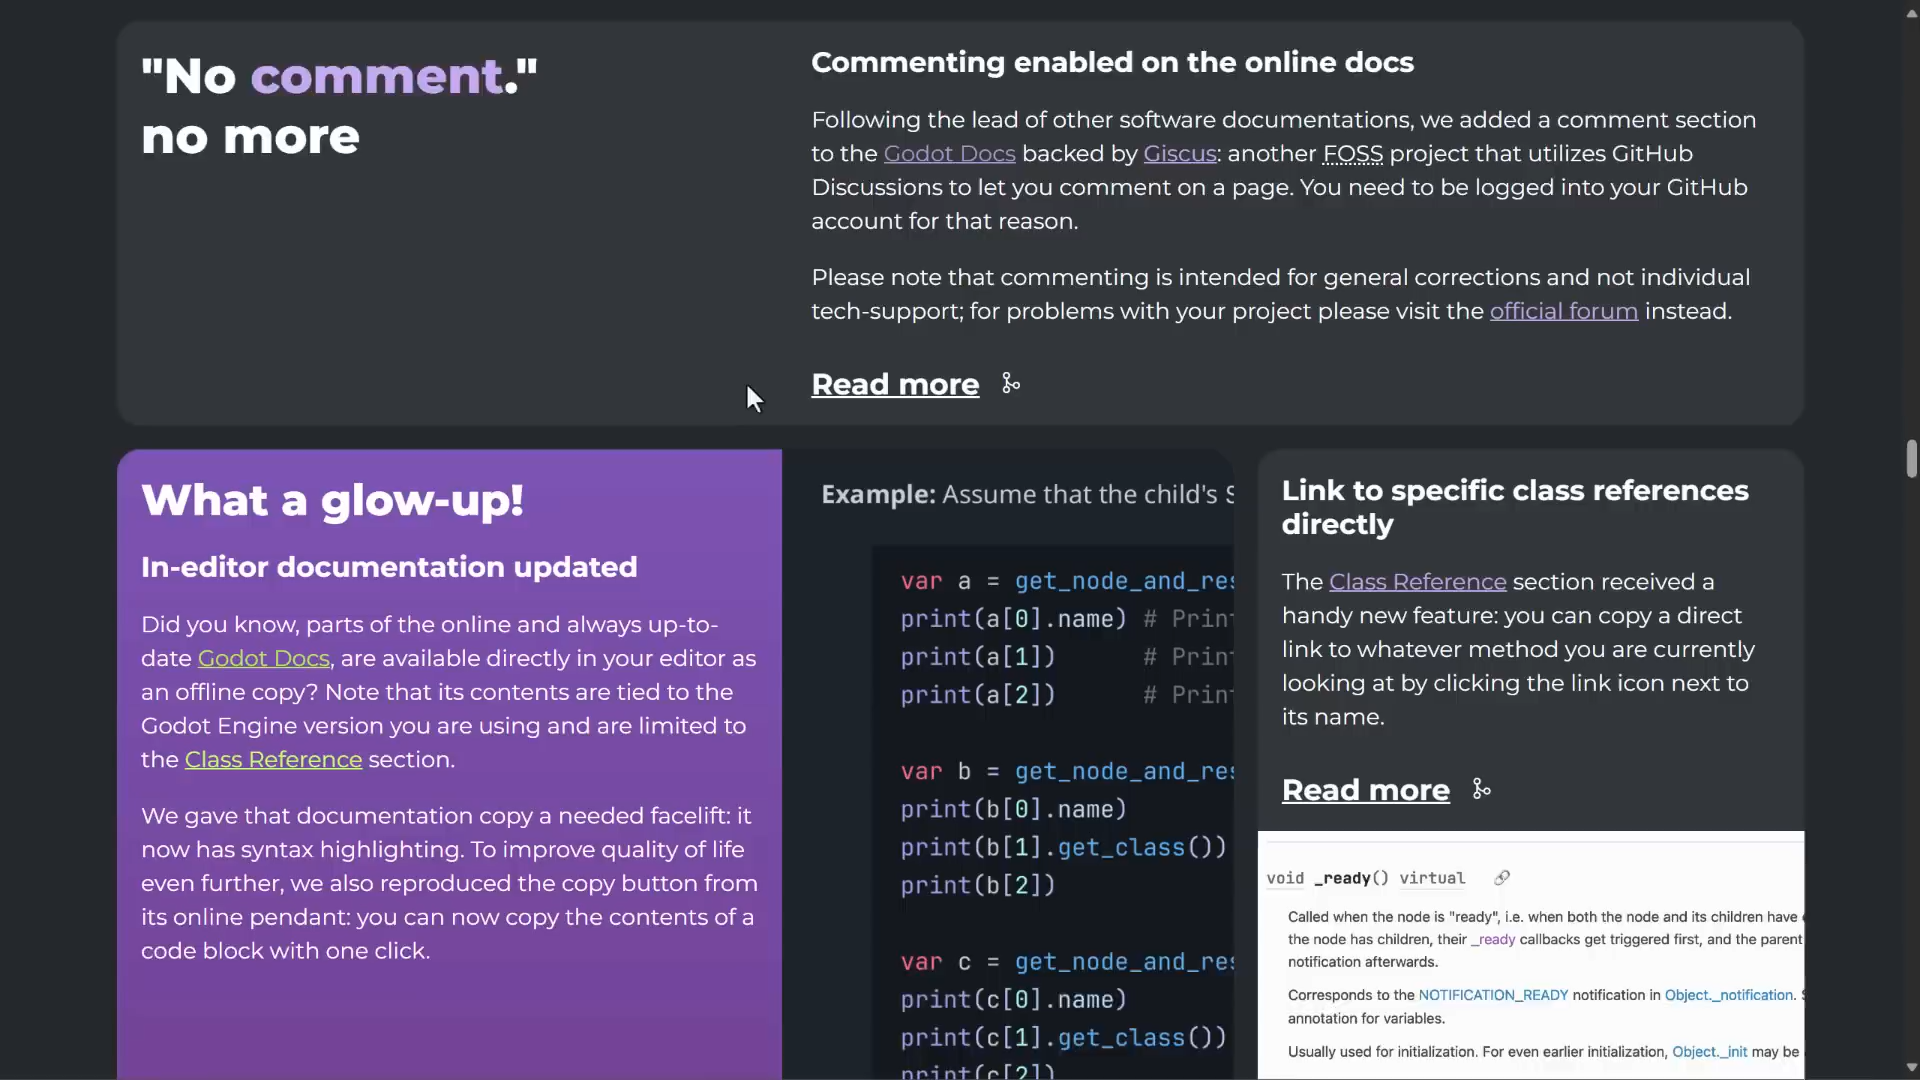 "No comment."
no more
Commenting enabled on the online docs
Following the lead of other software documentations, we added a comment section
to the Godot Docs backed by Giscus: another FOSS project that utilizes GitHub
Discussions to let you comment on a page. You need to be logged into your GitHub
account for that reason.
Please note that commenting is intended for general corrections and not individual
tech-support; for problems with your project please visit the official forum instead.
Read more
What a glow-up!
In-editor documentation updated
Did you know, parts of the online and always up-to-
date Godot Docs, are available directly in your editor as
an offline copy? Note that its contents are tied to the
Godot Engine version you are using and are limited to
the Class Reference section.
We gave that documentation copy a needed facelift: it
now has syntax highlighting. To improve quality of life
even further, we also reproduced the copy button from
its online pendant: you can now copy the contents of a
code block with one click.
Example: Assume that the child's S
var a = get_node_and_res
print(a[0].name) # Print
print(a[1]) # Print
print(a[2]) # Print
var b = get_node_and_res
print(b[0].name)
print(b[1].get_class())
print(b[2])
var c = get_node_and_res
print(c[0].name)
print(c[1].get_class())
print(c[2])
Link to specific class references
directly
The Class Reference section received a
handy new feature: you can copy a direct
link to whatever method you are currently
looking at by clicking the link icon next to
its name.
Read more
void _ready() virtual
Called when the node is "ready", i.e. when both the node and its children have
the node has children, their _ready callbacks get triggered first, and the parent
notification afterwards.
Corresponds to the NOTIFICATION_READY notification in Object._notification.
annotation for variables.
Usually used for initialization. For even earlier initialization, Object._init may be